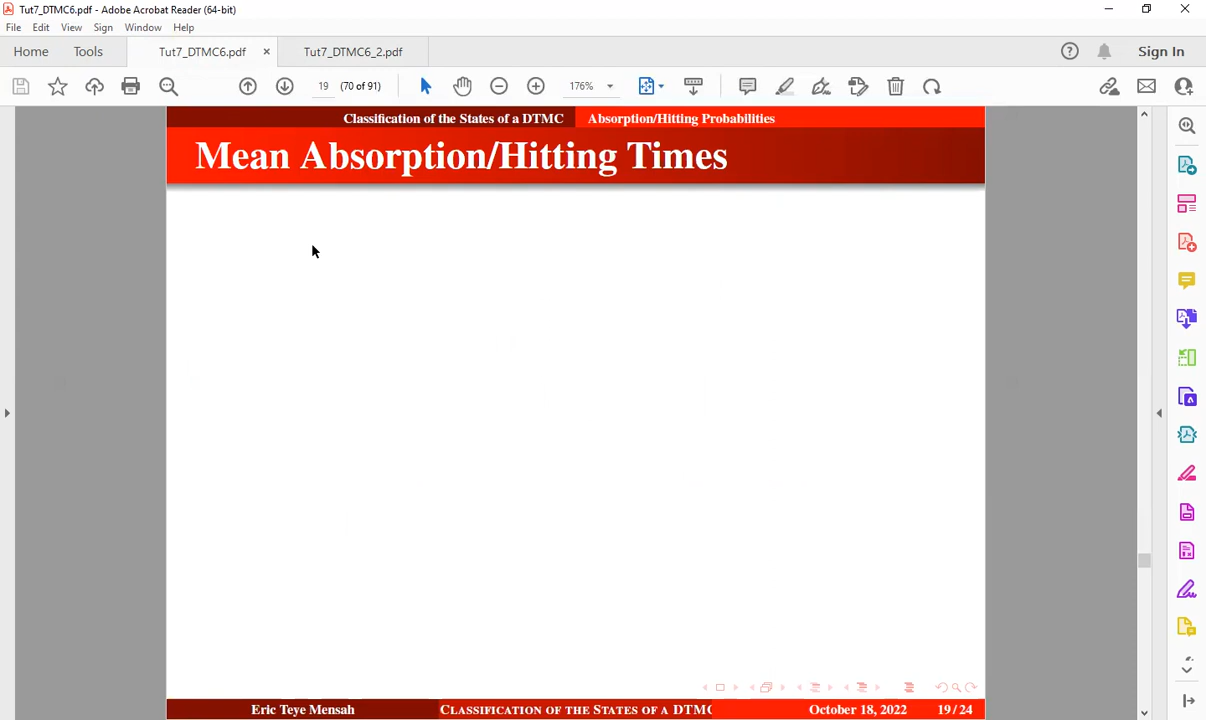 Tut7_DTMC6.pdf - Adobe Acrobat Reader (64-bit)
File Edit View Sign Window Help
Home Tools Tut7_DTMC6.pdf × Tut7_DTMC6_2.pdf Sign In
19 (70 of 91) 176%
Classification of the States of a DTMC Absorption/Hitting Probabilities
Mean Absorption/Hitting Times
Eric Teye Mensah CLASSIFICATION OF THE STATES OF A DTMC October 18, 2022 19 / 24